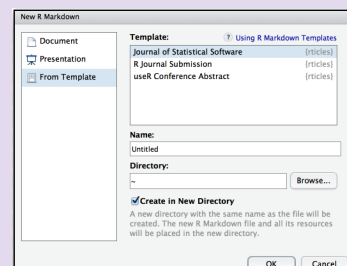 New R Markdown
Document
Presentation
From Template
Template:
? Using R Markdown Templates
Journal of Statistical Software {rticles}
R Journal Submission {rticles}
useR Conference Abstract {rticles}
Name:
Untitled
Directory:
~
Browse...
Create in New Directory
A new directory with the same name as the file will be
created. The new R Markdown file and all its resources
will be placed in the new directory.
OK Cancel